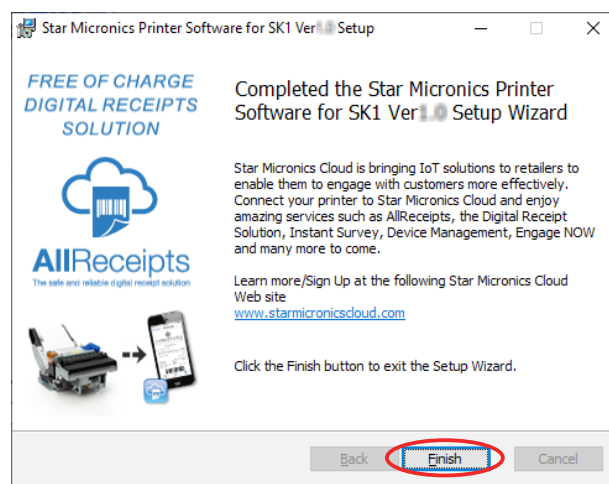 Star Micronics Printer Software for SK1 Ver Setup
FREE OF CHARGE
DIGITAL RECEIPTS
SOLUTION
AllReceipts
The safe and reliable digital receipt solution
Completed the Star Micronics Printer
Software for SK1 Ver Setup Wizard
Star Micronics Cloud is bringing IoT solutions to retailers to
enable them to engage with customers more effectively.
Connect your printer to Star Micronics Cloud and enjoy
amazing services such as AllReceipts, the Digital Receipt
Solution, Instant Survey, Device Management, Engage NOW
and many more to come.
Learn more/Sign Up at the following Star Micronics Cloud
Web site
www.starmicronicscloud.com
Click the Finish button to exit the Setup Wizard.
Back Finish Cancel